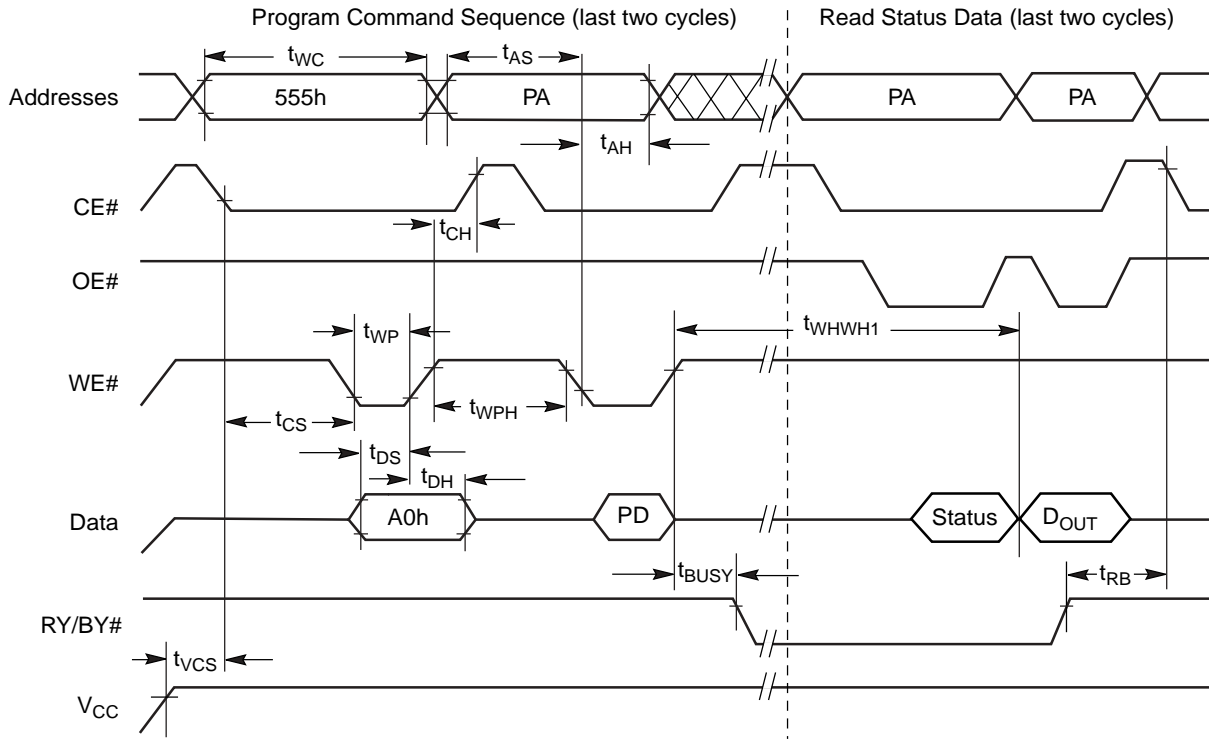 Program Command Sequence (last two cycles)
Read Status Data (last two cycles)
tWC
tAS
Addresses
555h
PA
PA
PA
tAH
CE#
tCH
OE#
tWP
tWHWH1
WE#
tCS
tWPH
tDS
tDH
Data
A0h
PD
Status
DOUT
tBUSY
tRB
RY/BY#
tVCS
VCC